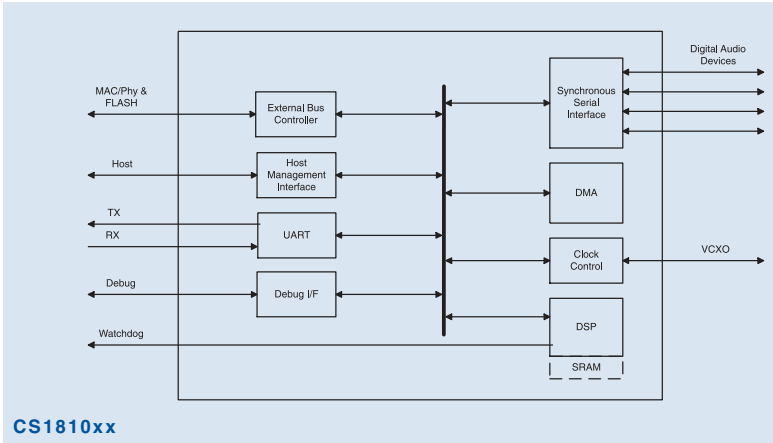 Digital Audio
Devices
MAC/Phy &
FLASH
External Bus
Controller
Synchronous
Serial
Interface
Host
Host
Management
Interface
DMA
TX
RX
UART
Clock
Control
VCXO
Debug
Debug I/F
DSP
Watchdog
SRAM
CS1810xx